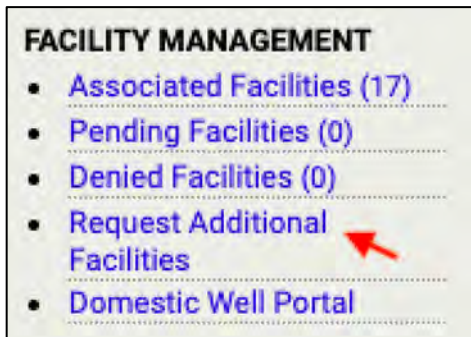 FACILITY MANAGEMENT
• Associated Facilities (17)
• Pending Facilities (0)
• Denied Facilities (0)
• Request Additional
Facilities
• Domestic Well Portal